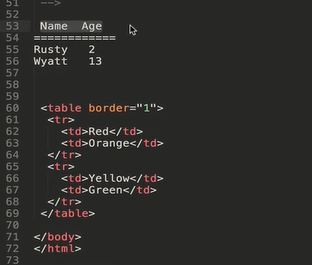 51 -->
52
53 Name Age
54 ============
55 Rusty 2
56 Wyatt 13
57
58
59
60 <table border="1">
61 <tr>
62 <td>Red</td>
63 <td>Orange</td>
64 </tr>
65 <tr>
66 <td>Yellow</td>
67 <td>Green</td>
68 </tr>
69 </table>
70
71 </body>
72 </html>
73